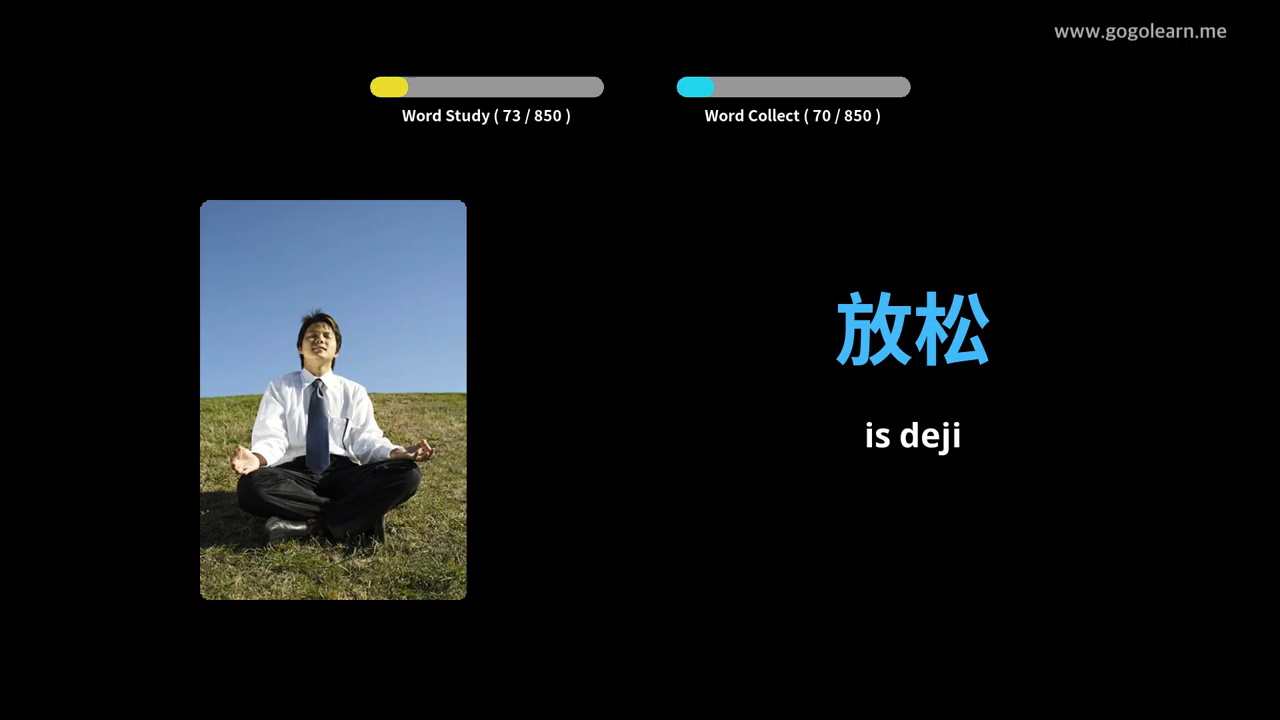 www.gogolearn.me
Word Study ( 73 / 850 )
Word Collect ( 70 / 850 )
放松
is deji